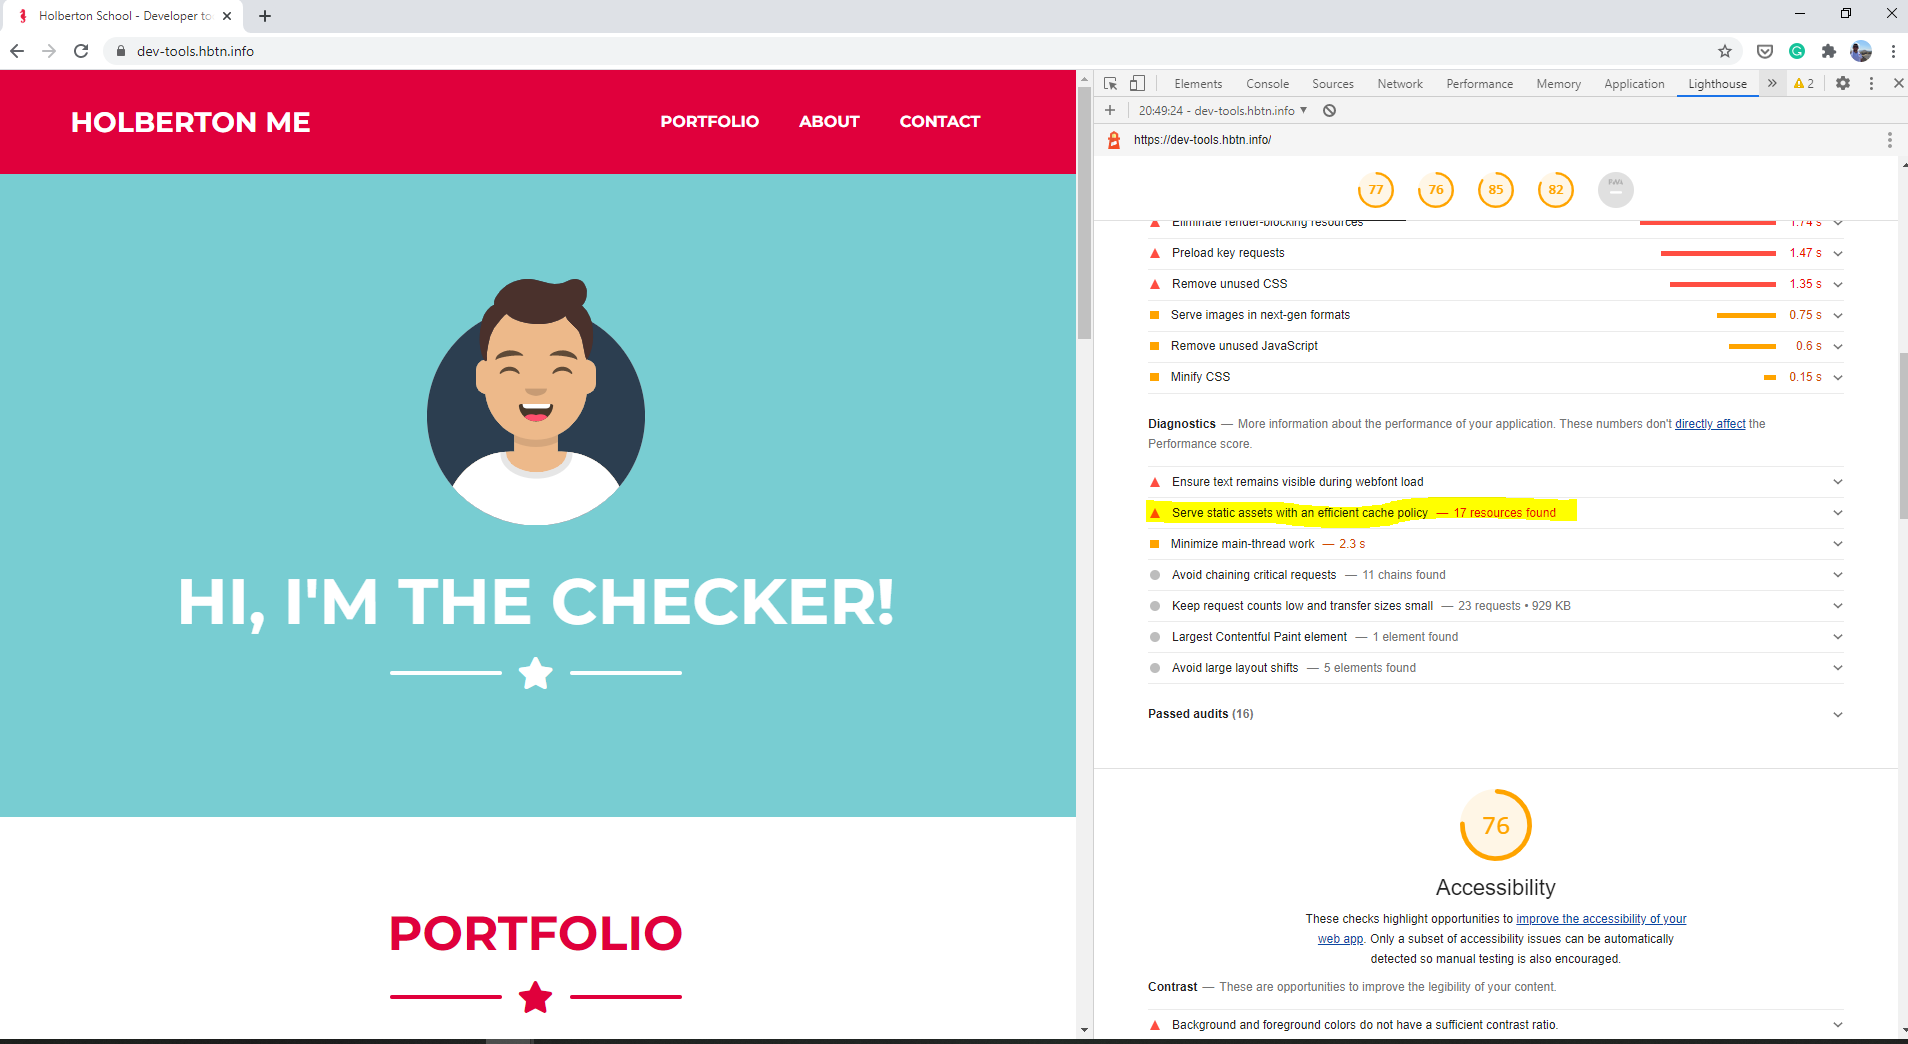 Holberton School - Developer to
dev-tools.hbtn.info
HOLBERTON ME
PORTFOLIO
ABOUT
CONTACT
HI, I'M THE CHECKER!
PORTFOLIO
Elements
Console
Sources
Network
Performance
Memory
Application
Lighthouse
2
20:49:24 - dev-tools.hbtn.info
https://dev-tools.hbtn.info/
77
76
85
82
PWA
Eliminate render-blocking resources 1.74 s
Preload key requests 1.47 s
Remove unused CSS 1.35 s
Serve images in next-gen formats 0.75 s
Remove unused JavaScript 0.6 s
Minify CSS 0.15 s
Diagnostics — More information about the performance of your application. These numbers don't directly affect the
Performance score.
Ensure text remains visible during webfont load
Serve static assets with an efficient cache policy — 17 resources found
Minimize main-thread work — 2.3 s
Avoid chaining critical requests — 11 chains found
Keep request counts low and transfer sizes small — 23 requests • 929 KB
Largest Contentful Paint element — 1 element found
Avoid large layout shifts — 5 elements found
Passed audits (16)
76
Accessibility
These checks highlight opportunities to improve the accessibility of your
web app. Only a subset of accessibility issues can be automatically
detected so manual testing is also encouraged.
Contrast — These are opportunities to improve the legibility of your content.
Background and foreground colors do not have a sufficient contrast ratio.